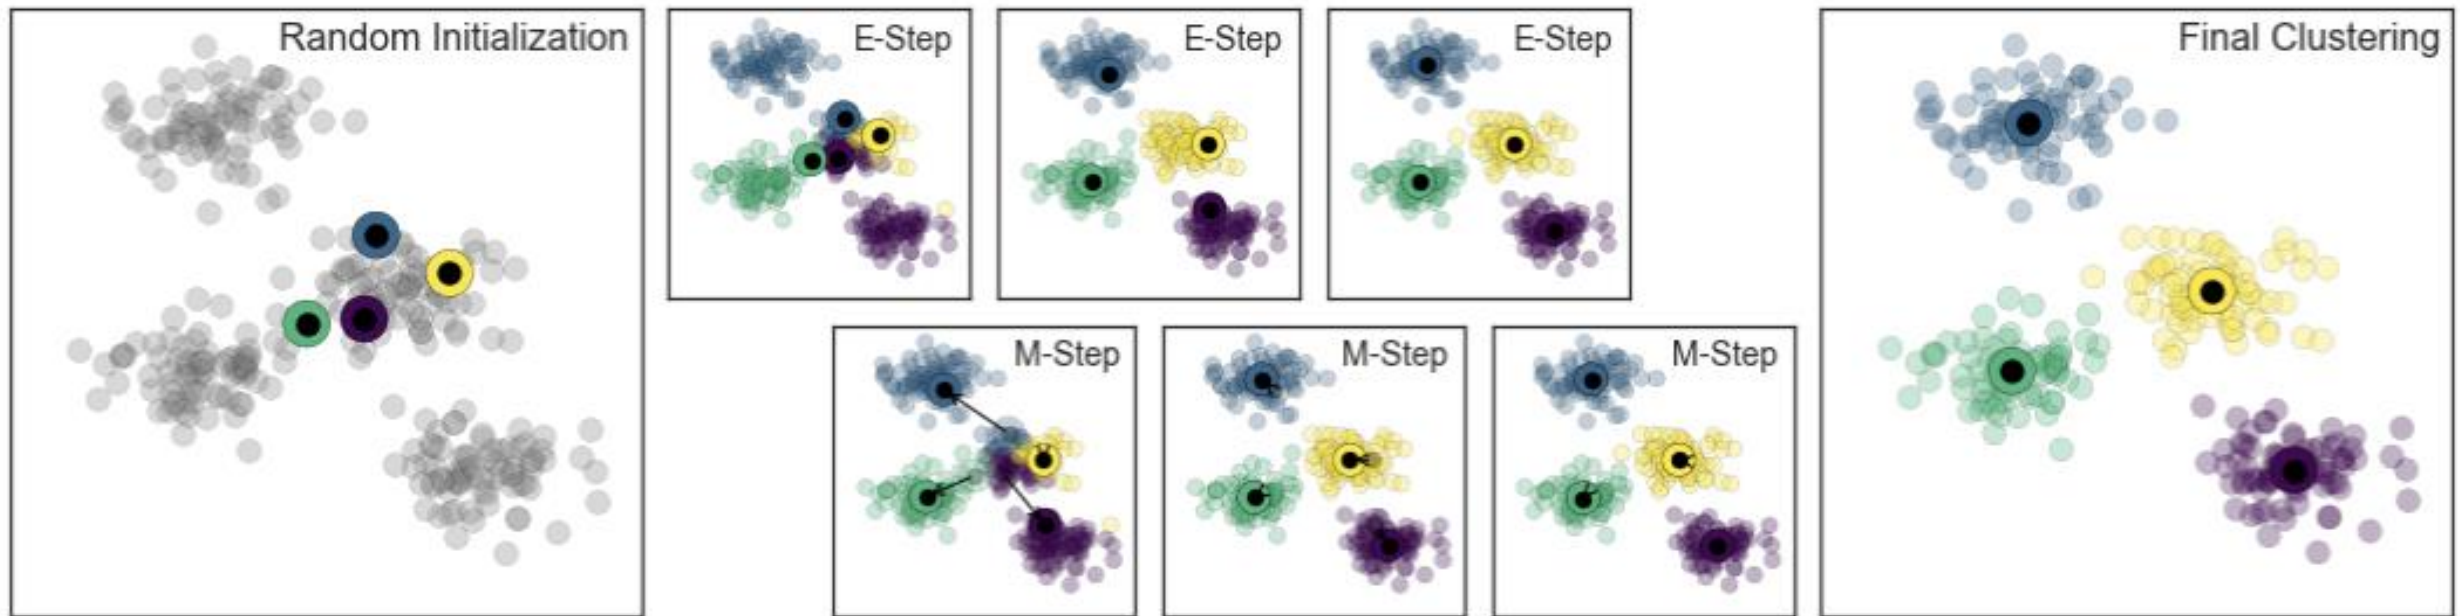 Random Initialization
E-Step
E-Step
E-Step
Final Clustering
M-Step
M-Step
M-Step